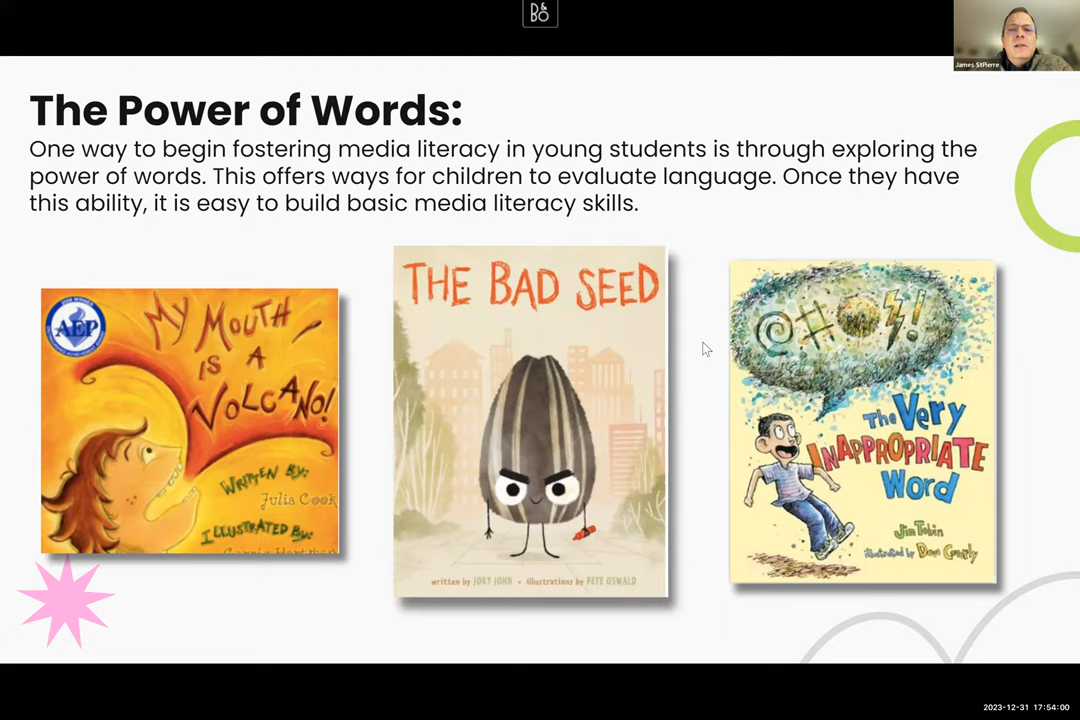 B&O
James StPierre
The Power of Words:
One way to begin fostering media literacy in young students is through exploring the
power of words. This offers ways for children to evaluate language. Once they have
this ability, it is easy to build basic media literacy skills.
AEP
MY MOUTH
IS A
VOLCANO!
WRITTEN BY:
Julia Cook
ILLUSTRATED BY:
THE BAD SEED
written by JORY JOHN • illustrations by PETE OSWALD
@#!
The Very
INAPPROPRIATE
Word
Jim Tobin
illustrated by Dave Coverly
2023-12-31 17:54:00